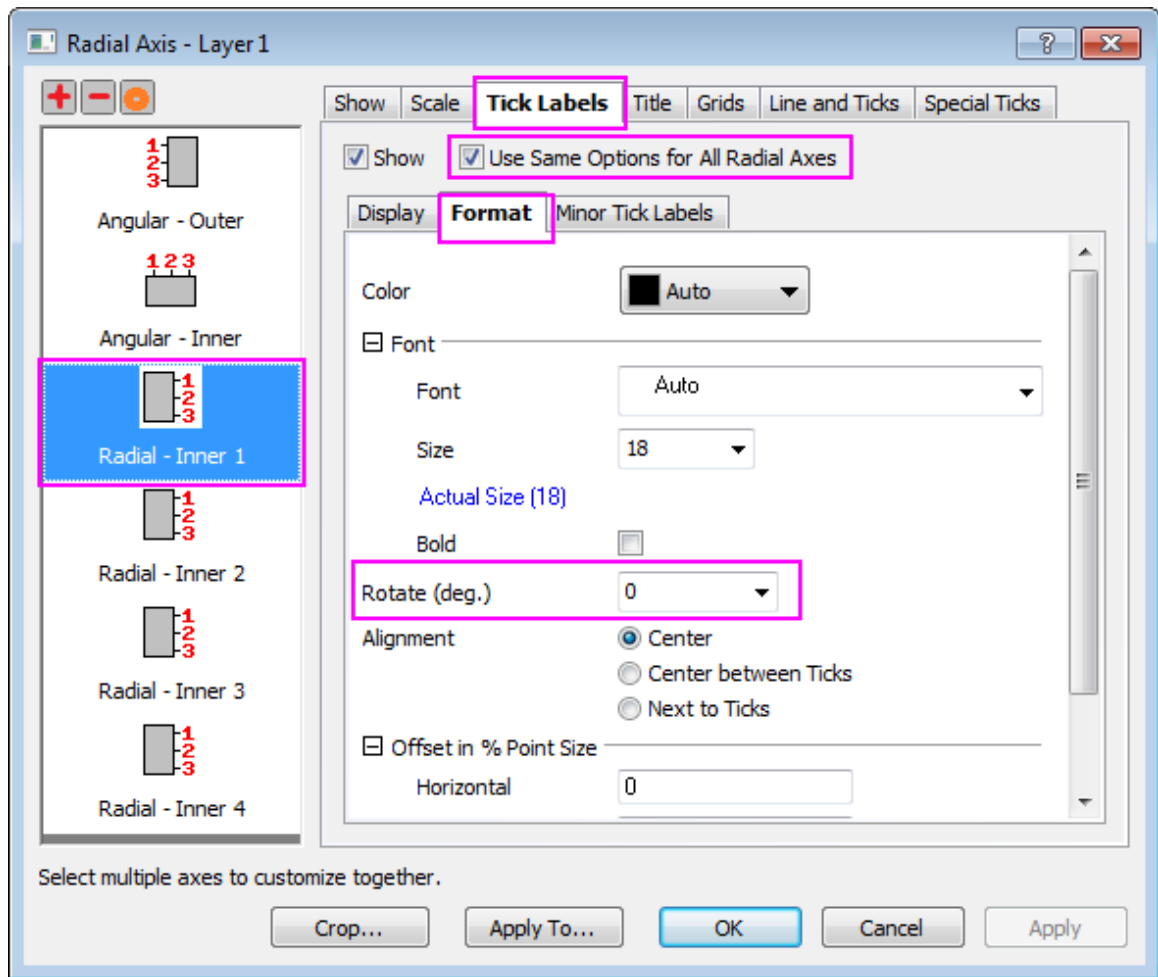 Radial Axis - Layer 1
Show Scale Tick Labels Title Grids Line and Ticks Special Ticks
Show Use Same Options for All Radial Axes
Display Format Minor Tick Labels
1
2
3
Angular - Outer
1 2 3
Angular - Inner
1
2
3
Radial - Inner 1
1
2
3
Radial - Inner 2
1
2
3
Radial - Inner 3
1
2
3
Radial - Inner 4
Color Auto
Font
Font Auto
Size 18
Actual Size (18)
Bold
Rotate (deg.) 0
Alignment Center
Center between Ticks
Next to Ticks
Offset in % Point Size
Horizontal 0
Select multiple axes to customize together.
Crop... Apply To... OK Cancel Apply